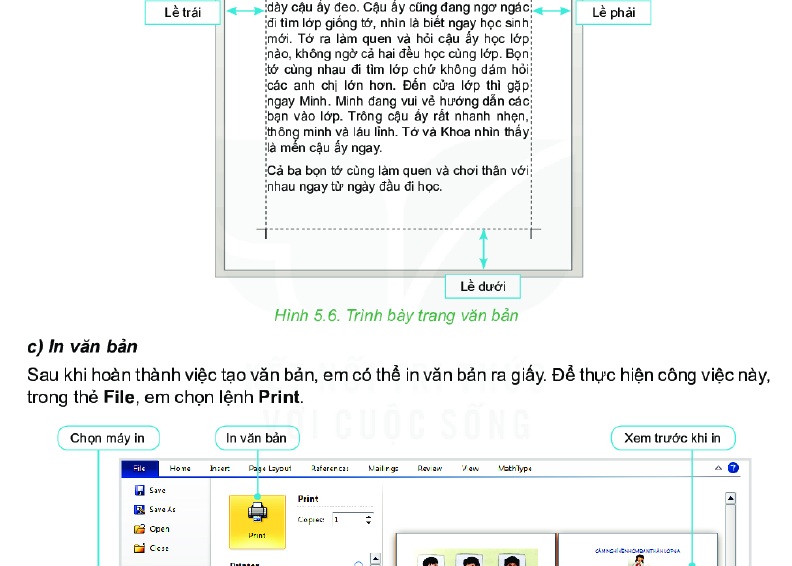 dày cậu ấy đeo. Cậu ấy cũng đang ngơ ngác
Lề trái
Lề phải
đi tìm lớp giống tớ, nhìn là biết ngay học sinh
mới. Tớ ra làm quen và hỏi cậu ấy học lớp
nào, không ngờ cả hai đều học cùng lớp. Bọn
tớ cùng nhau đi tìm lớp chứ không dám hỏi
các anh chị lớn hơn. Đến cửa lớp thì gặp
ngay Minh. Minh đang vui vẻ hướng dẫn các
bạn vào lớp. Trông cậu ấy rất nhanh nhẹn,
thông minh và láu lỉnh. Tớ và Khoa nhìn thấy
là mến cậu ấy ngay.
Cả ba bọn tớ cùng làm quen và chơi thân với
nhau ngay từ ngày đầu đi học.
Lề dưới
Hình 5.6. Trình bày trang văn bản
c) In văn bản
Sau khi hoàn thành việc tạo văn bản, em có thể in văn bản ra giấy. Để thực hiện công việc này,
trong thẻ File, em chọn lệnh Print.
VỚI CUỘC SỐNG
Chọn máy in
In văn bản
Xem trước khi in
File Home Insert Page Layout References Mailings Review View MathType
Save
Save As
Open
Close
Print
Copies: 1
Print
Printer